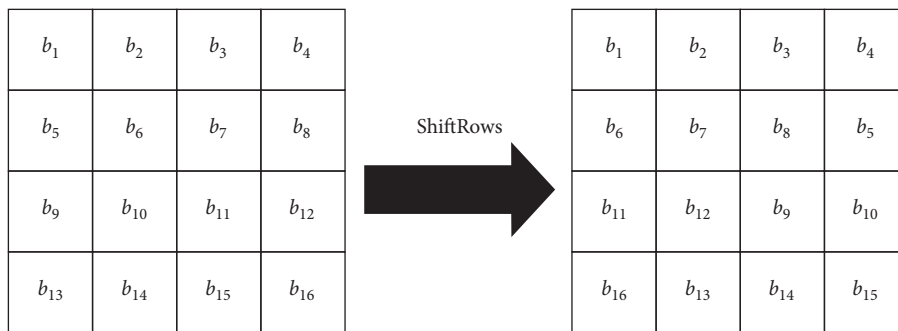 b1 b2 b3 b4 b1 b2 b3 b4
b5 b6 b7 b8 ShiftRows b6 b7 b8 b5
b9 b10 b11 b12 b11 b12 b9 b10
b13 b14 b15 b16 b16 b13 b14 b15